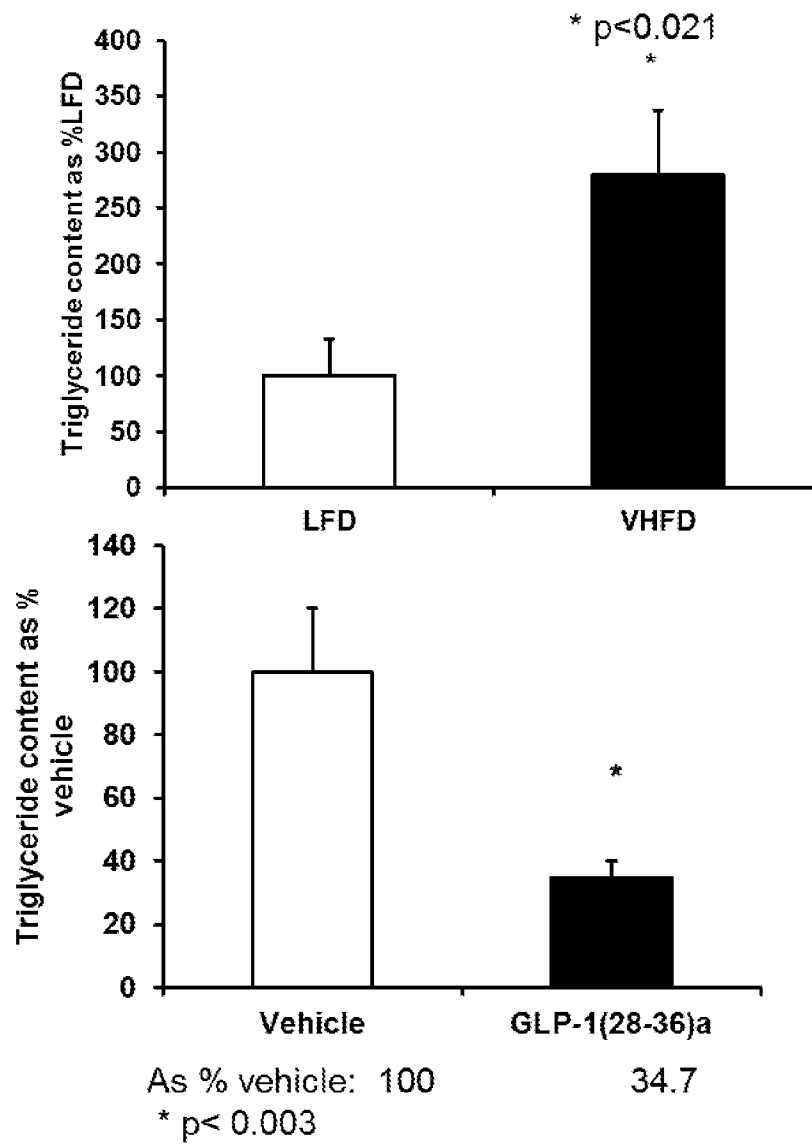 * p<0.021
*
400
350
300
250
200
150
100
50
0
Triglyceride content as %LFD
LFD VHFD
140
120
100
80
60
40
20
0
Triglyceride content as %
vehicle
*
Vehicle GLP-1(28-36)a
As % vehicle: 100 34.7
* p< 0.003